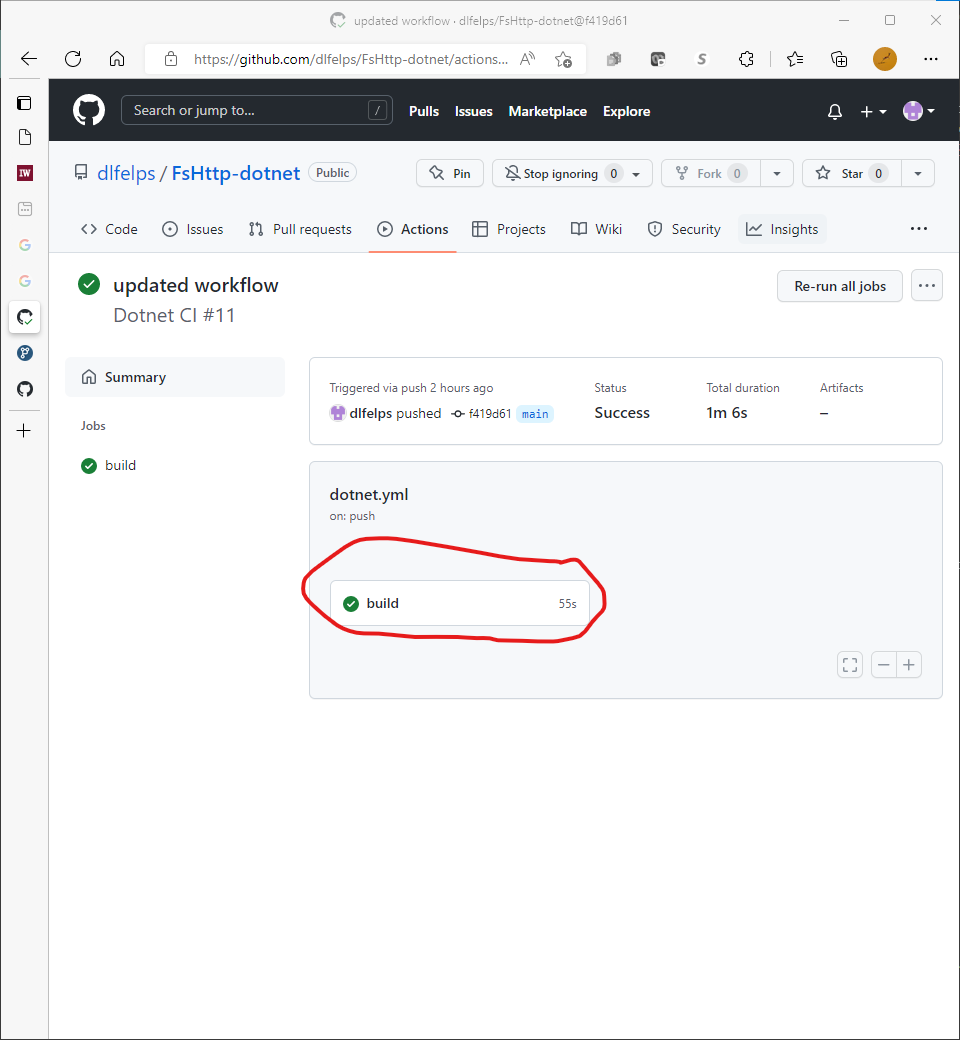 updated workflow · dlfelps/FsHttp-dotnet@f419d61
https://github.com/dlfelps/FsHttp-dotnet/actions...
Search or jump to... /
Pulls Issues Marketplace Explore
IW
dlfelps / FsHttp-dotnet Public
Pin
Stop ignoring 0
Fork 0
Star 0
Code Issues Pull requests Actions Projects Wiki Security Insights
updated workflow
Dotnet CI #11
Re-run all jobs
Summary
Jobs
build
Triggered via push 2 hours ago
dlfelps pushed f419d61 main
Status
Success
Total duration
1m 6s
Artifacts
–
dotnet.yml
on: push
build 55s